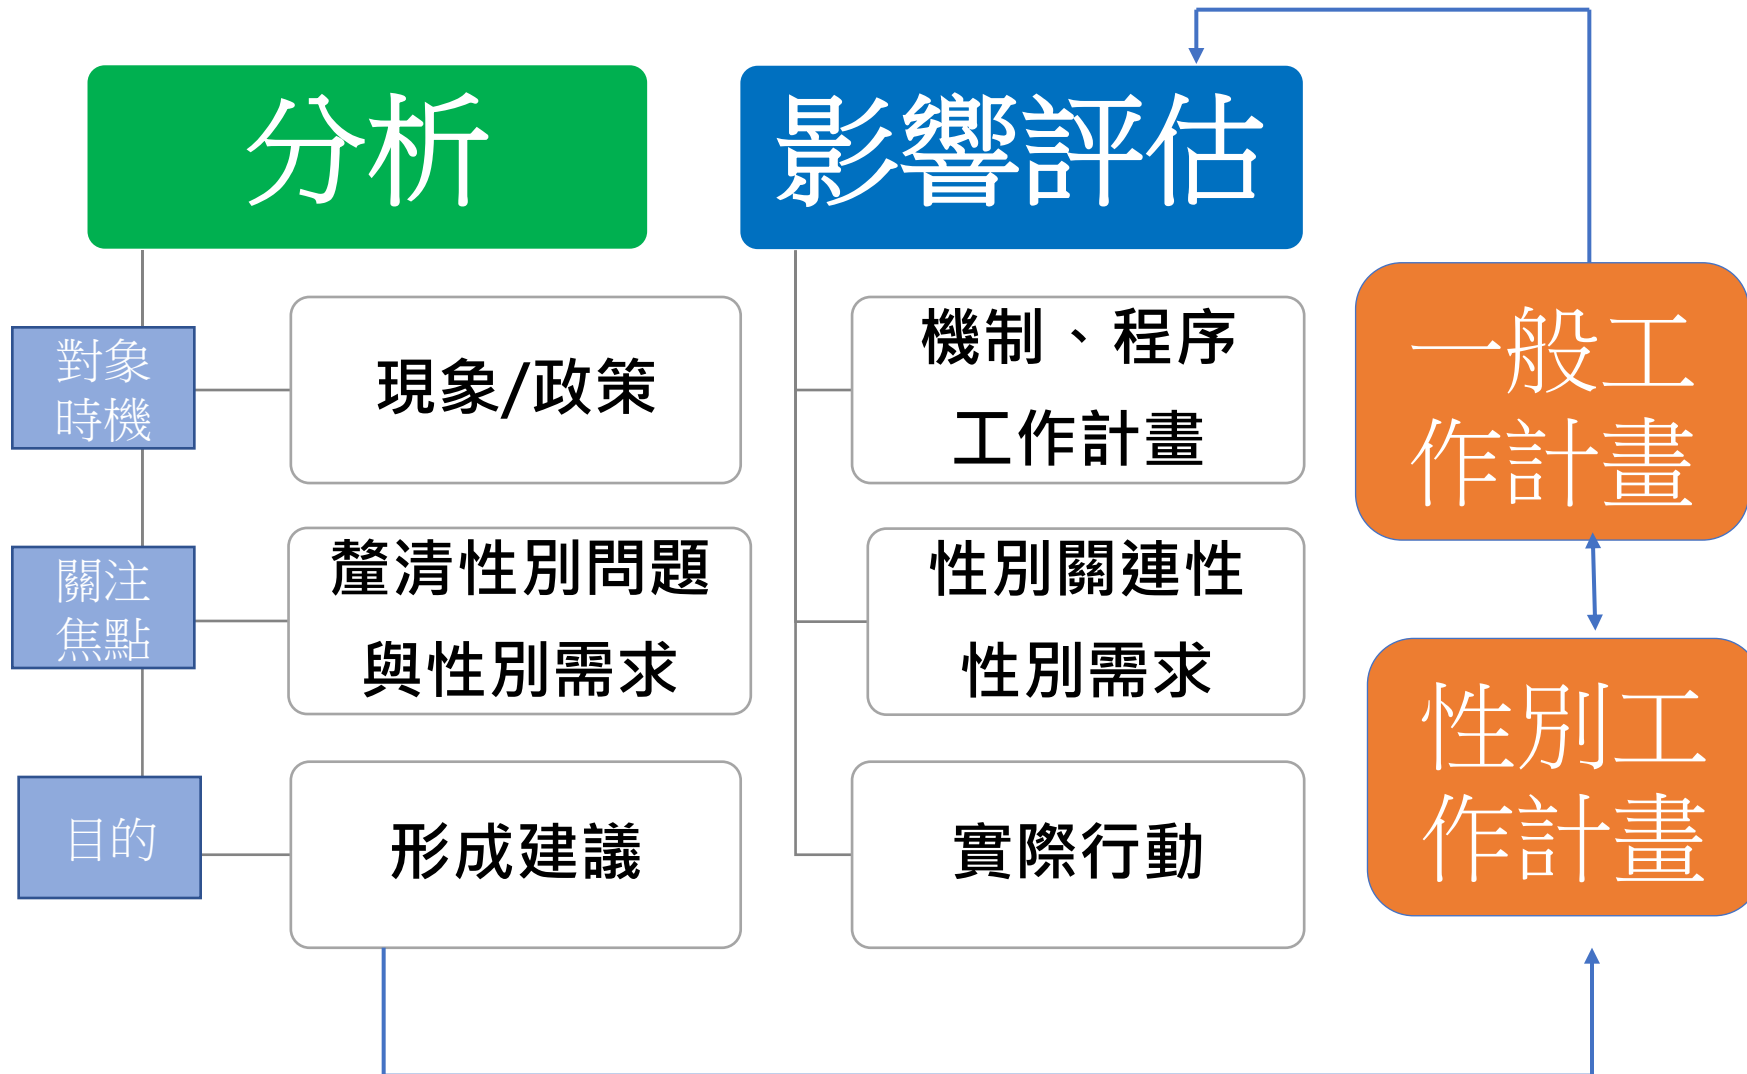 分析
影響評估
對象
時機
現象/政策
機制、程序
工作計畫
關注
焦點
釐清性別問題
與性別需求
性別關連性
性別需求
目的
形成建議
實際行動
一般工
作計畫
性別工
作計畫